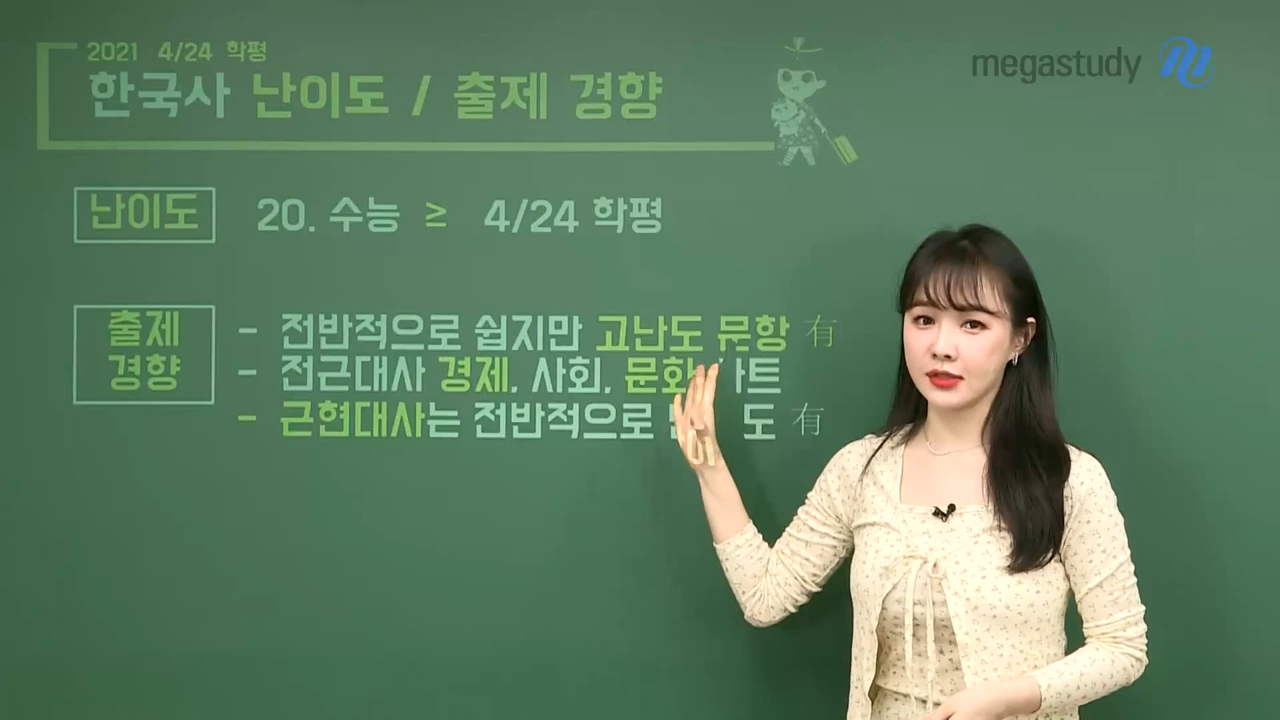 2021 4/24 학평
한국사 난이도 / 출제 경향
megastudy
난이도
20. 수능 ≥ 4/24 학평
출제
경향
- 전반적으로 쉽지만 고난도 문항 有
- 전근대사 경제, 사회, 문화
- 근현대사는 전반적으로 有